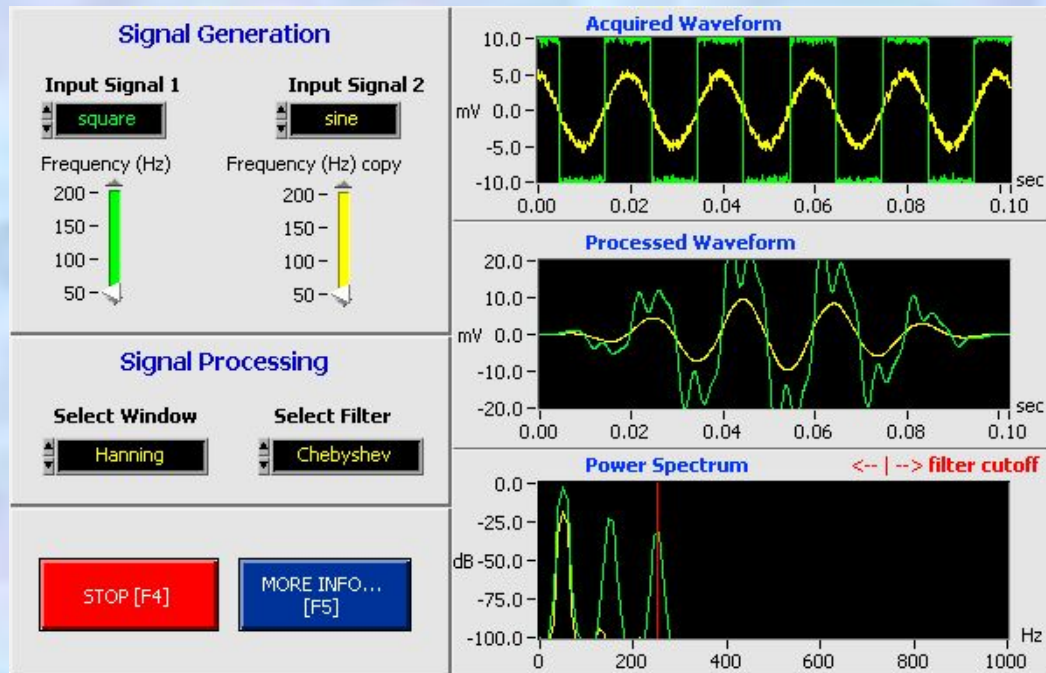 Signal Generation
Input Signal 1
Input Signal 2
square
sine
Frequency (Hz)
Frequency (Hz) copy
200
150
100
50
200
150
100
50
Signal Processing
Select Window
Select Filter
Hanning
Chebyshev
STOP [F4]
MORE INFO...
[F5]
Acquired Waveform
10.0
5.0
mV 0.0
-5.0
-10.0
sec
0.00 0.02 0.04 0.06 0.08 0.10
Processed Waveform
20.0
10.0
mV 0.0
-10.0
-20.0
sec
0.00 0.02 0.04 0.06 0.08 0.10
Power Spectrum
<-- | --> filter cutoff
0.0
-25.0
dB -50.0
-75.0
-100.0
Hz
0 200 400 600 800 1000